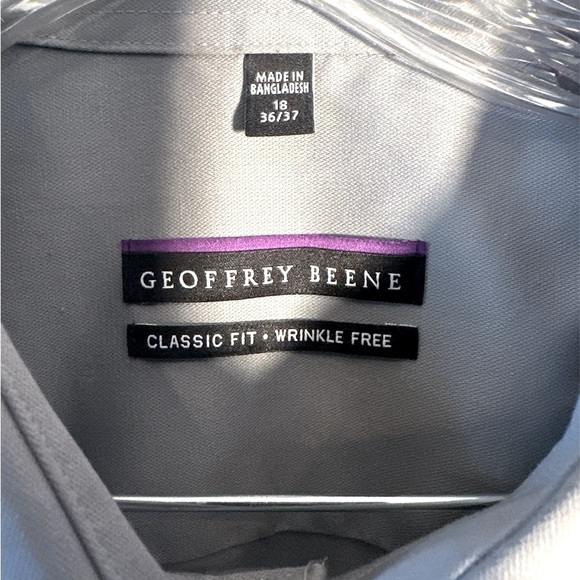 MADE IN
BANGLADESH
18
36/37
GEOFFREY BEENE
CLASSIC FIT • WRINKLE FREE